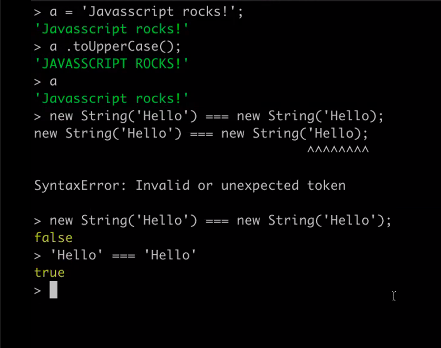 > a = 'Javasscript rocks!';
'Javasscript rocks!'
> a .toUpperCase();
'JAVASSCRIPT ROCKS!'
> a
'Javasscript rocks!'
> new String('Hello') === new String('Hello);
new String('Hello') === new String('Hello);
^^^^^^^^
SyntaxError: Invalid or unexpected token
> new String('Hello') === new String('Hello');
false
> 'Hello' === 'Hello'
true
>